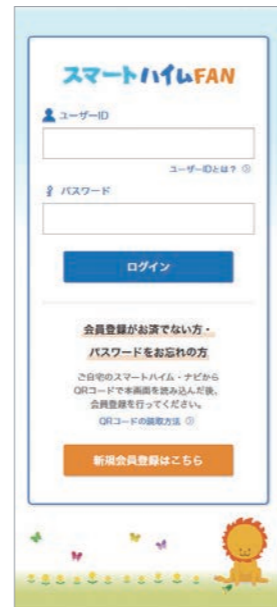 スマートハイムFAN
ユーザーID
ユーザーIDとは？
パスワード
ログイン
会員登録がお済でない方・
パスワードをお忘れの方
ご自宅のスマートハイム・ナビから
QRコードで本画面を読み込んだ後、
会員登録を行ってください。
QRコードの読取方法
新規会員登録はこちら